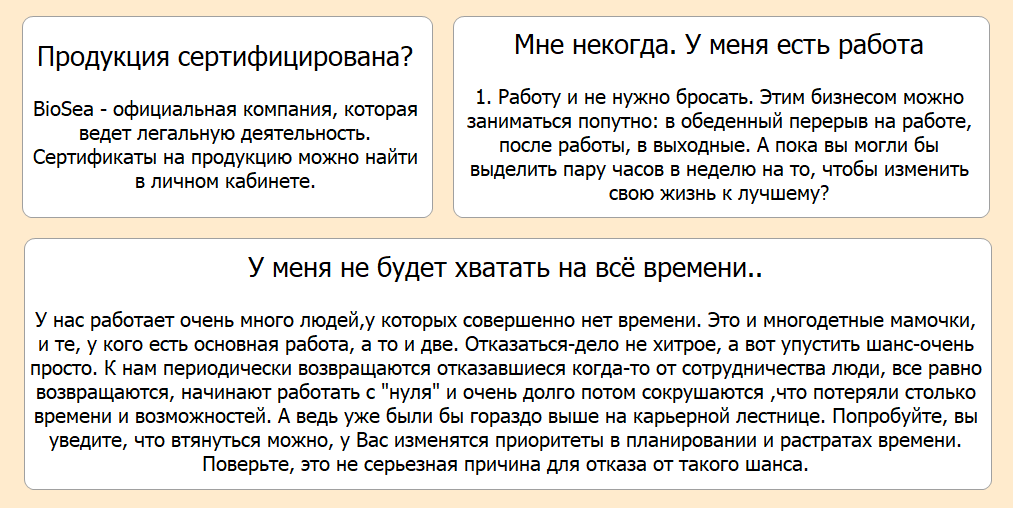 Продукция сертифицирована?
BioSea - официальная компания, которая
ведет легальную деятельность.
Сертификаты на продукцию можно найти
в личном кабинете.
Мне некогда. У меня есть работа
1. Работу и не нужно бросать. Этим бизнесом можно
заниматься попутно: в обеденный перерыв на работе,
после работы, в выходные. А пока вы могли бы
выделить пару часов в неделю на то, чтобы изменить
свою жизнь к лучшему?
У меня не будет хватать на всё времени..
У нас работает очень много людей,у которых совершенно нет времени. Это и многодетные мамочки,
и те, у кого есть основная работа, а то и две. Отказаться-дело не хитрое, а вот упустить шанс-очень
просто. К нам периодически возвращаются отказавшиеся когда-то от сотрудничества люди, все равно
возвращаются, начинают работать с "нуля" и очень долго потом сокрушаются ,что потеряли столько
времени и возможностей. А ведь уже были бы гораздо выше на карьерной лестнице. Попробуйте, вы
уведите, что втянуться можно, у Вас изменятся приоритеты в планировании и растратах времени.
Поверьте, это не серьезная причина для отказа от такого шанса.